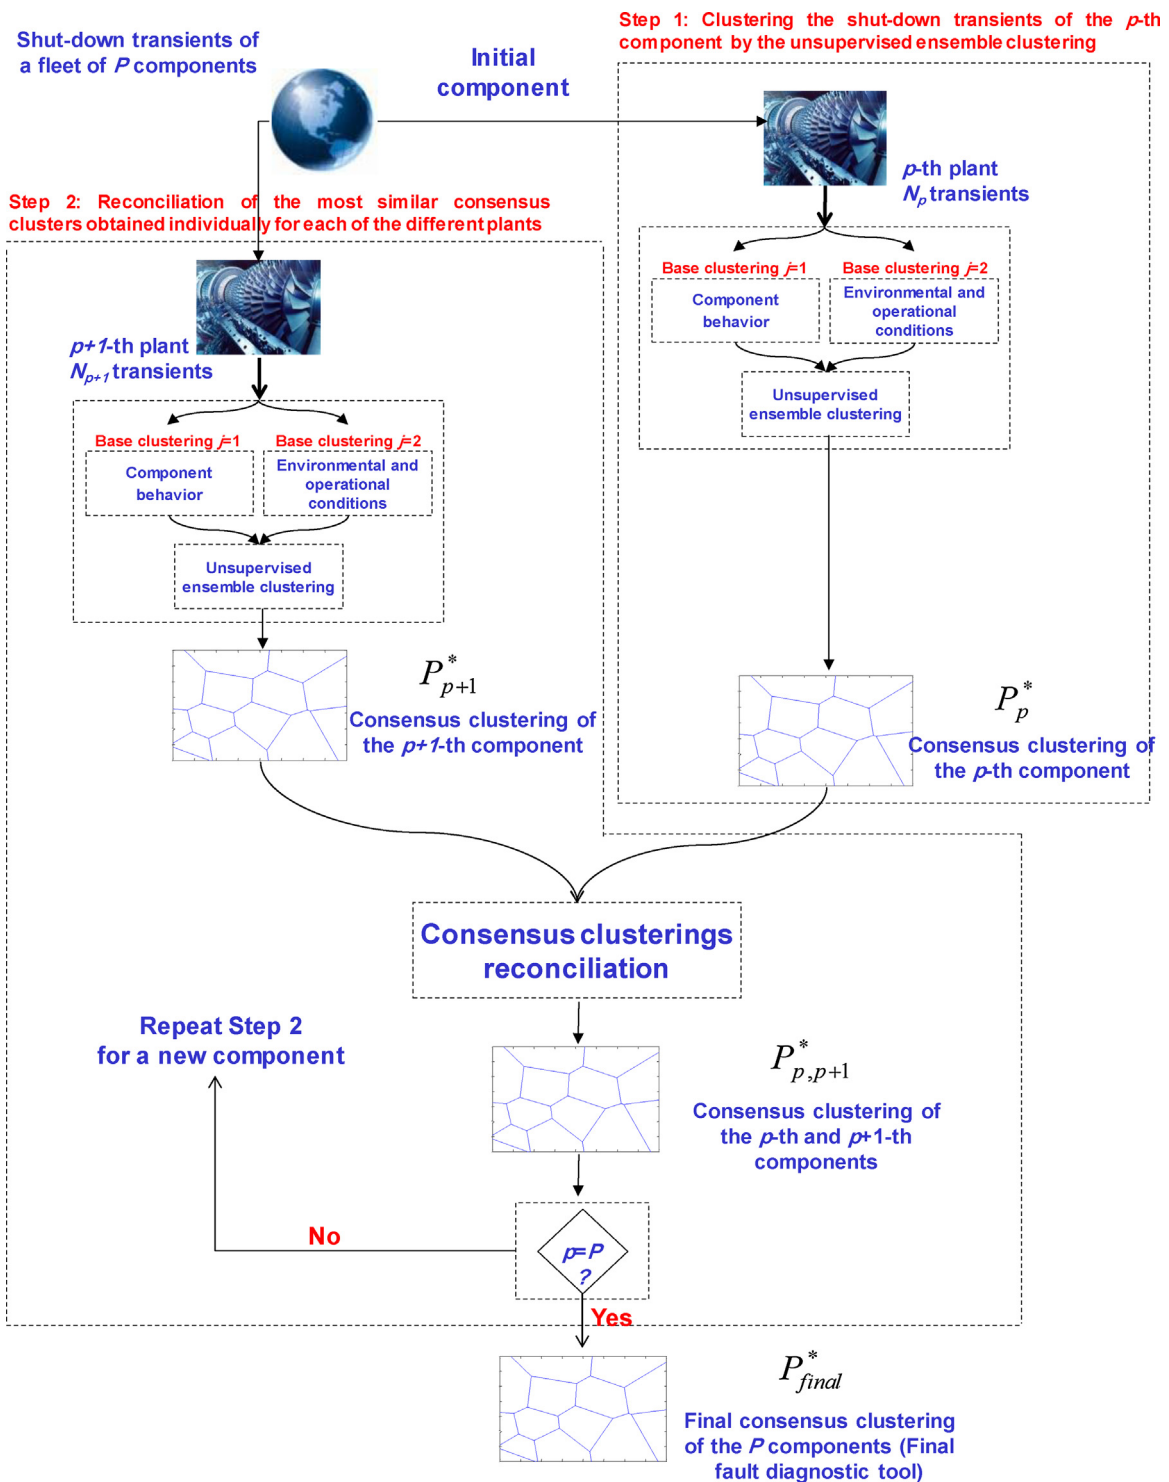 Shut-down transients of
a fleet of P components
Initial
component
Step 1: Clustering the shut-down transients of the p-th
component by the unsupervised ensemble clustering
p-th plant
Np transients
Base clustering j=1
Base clustering j=2
Component
behavior
Environmental and
operational
conditions
Unsupervised
ensemble clustering
P*p
Consensus clustering of
the p-th component
Step 2: Reconciliation of the most similar consensus
clusters obtained individually for each of the different plants
p+1-th plant
Np+1 transients
Base clustering j=1
Base clustering j=2
Component
behavior
Environmental and
operational
conditions
Unsupervised
ensemble clustering
P*p+1
Consensus clustering of
the p+1-th component
Consensus clusterings
reconciliation
Repeat Step 2
for a new component
P*p,p+1
Consensus clustering of
the p-th and p+1-th
components
No
p=P
?
Yes
P*final
Final consensus clustering
of the P components (Final
fault diagnostic tool)